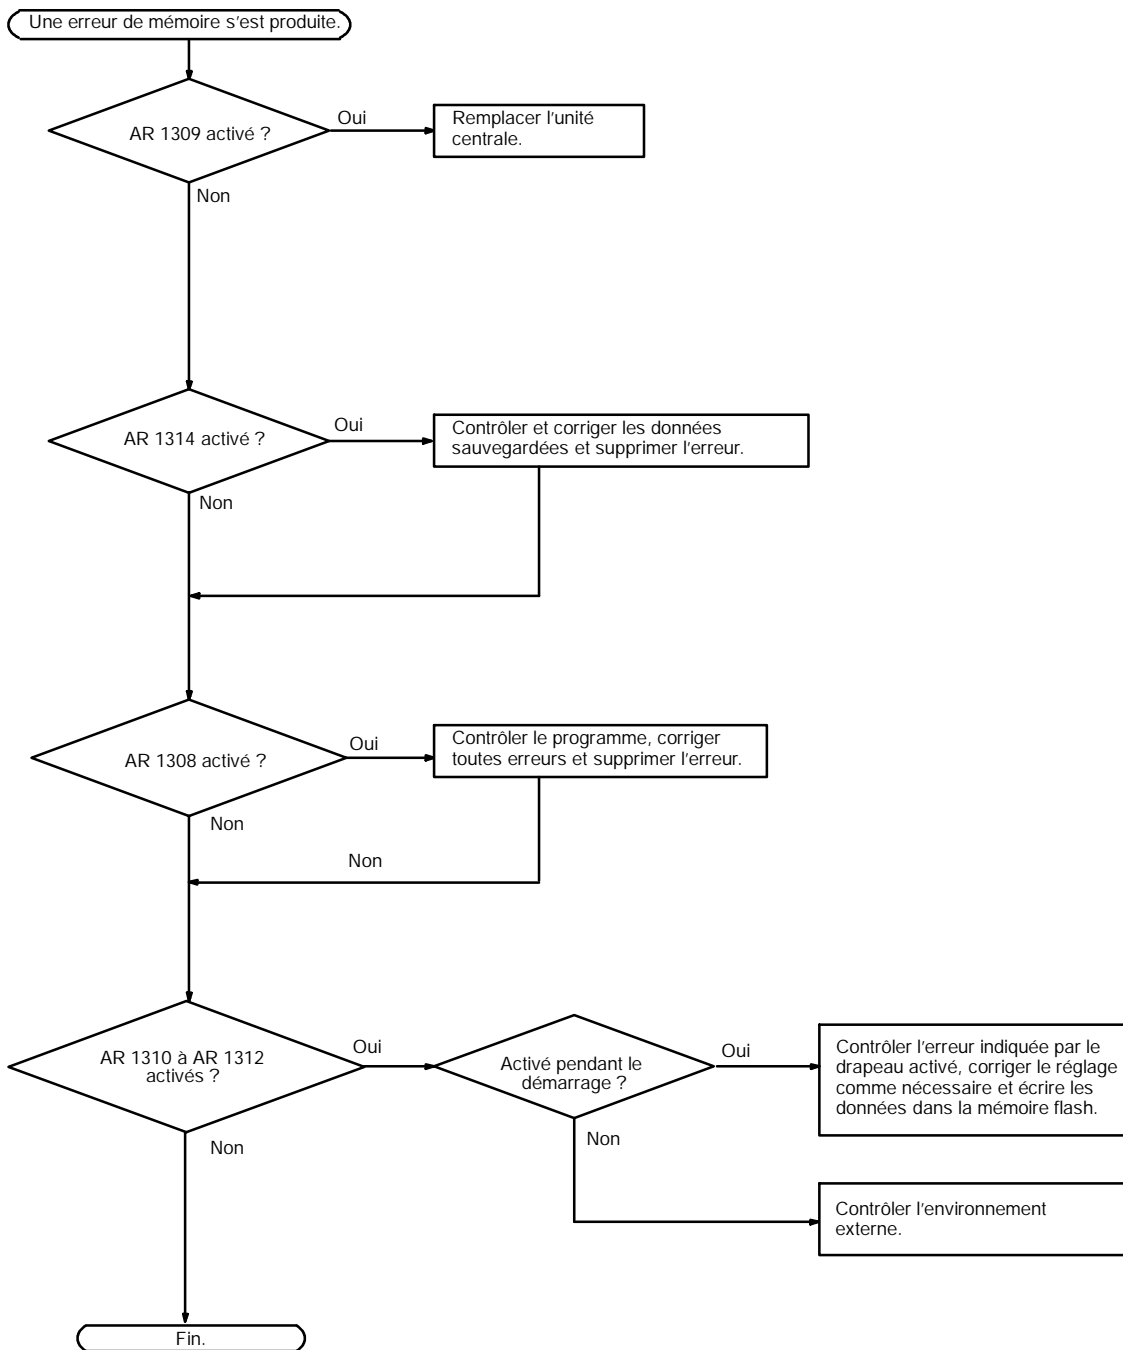 Une erreur de mémoire s'est produite.
AR 1309 activé ?
Oui
Remplacer l'unité
centrale.
Non
AR 1314 activé ?
Oui
Contrôler et corriger les données
sauvegardées et supprimer l'erreur.
Non
AR 1308 activé ?
Oui
Contrôler le programme, corriger
toutes erreurs et supprimer l'erreur.
Non
Non
AR 1310 à AR 1312
activés ?
Oui
Activé pendant le
démarrage ?
Oui
Contrôler l'erreur indiquée par le
drapeau activé, corriger le réglage
comme nécessaire et écrire les
données dans la mémoire flash.
Non
Non
Contrôler l'environnement
externe.
Fin.